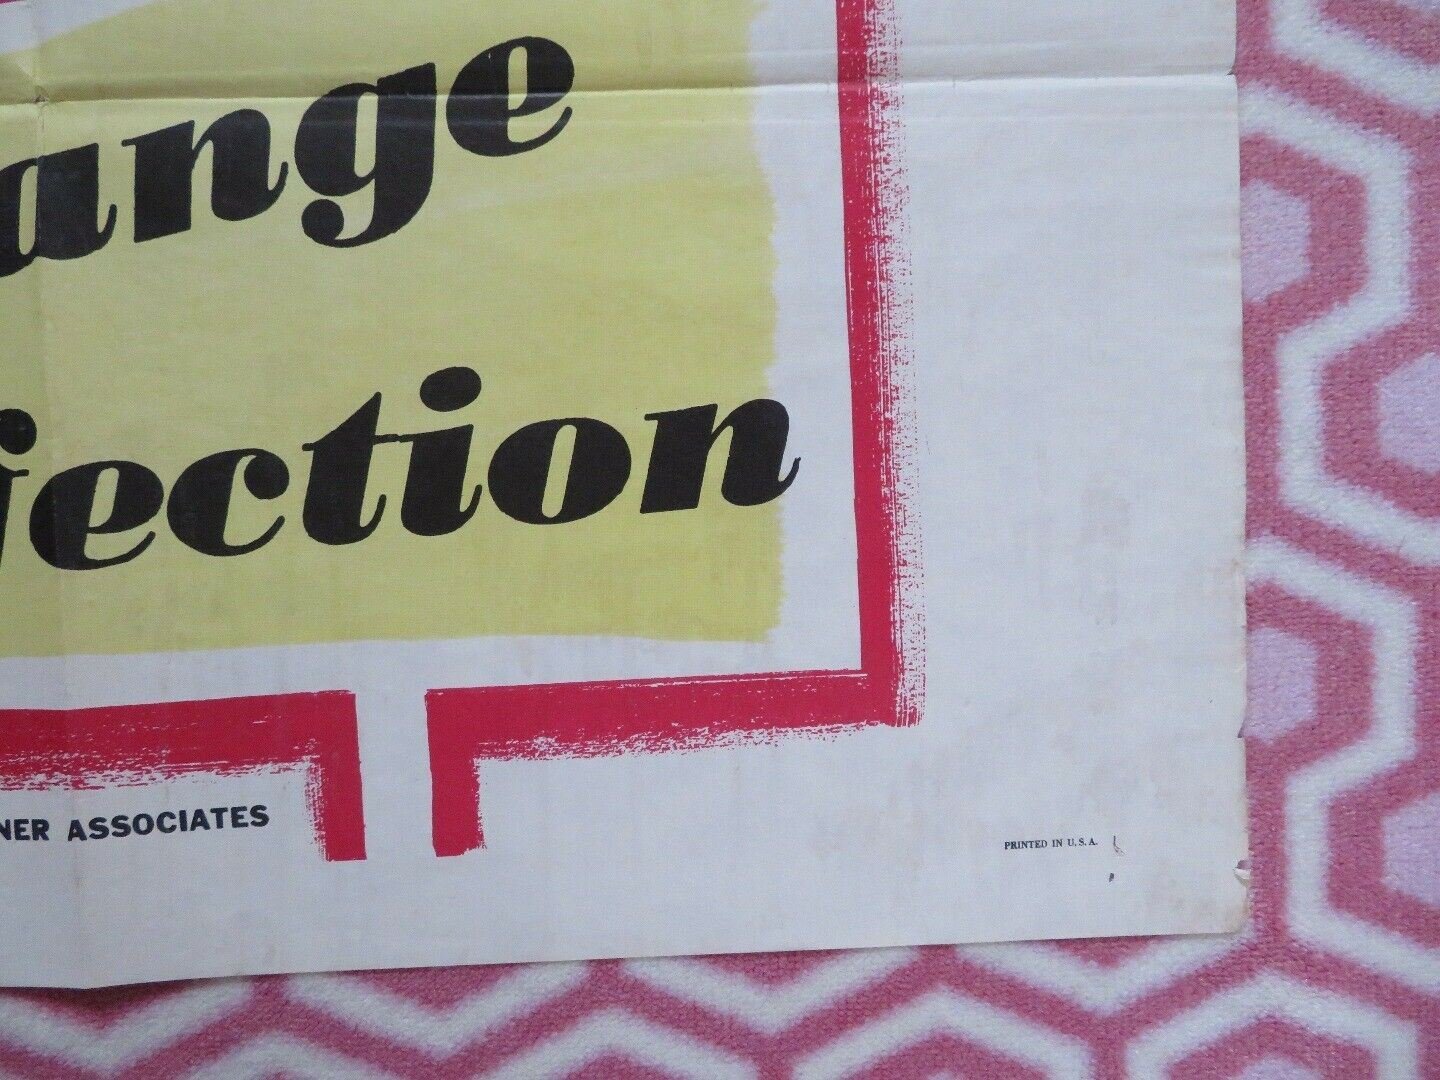 ange
fection
NER ASSOCIATES
PRINTED IN U.S.A.